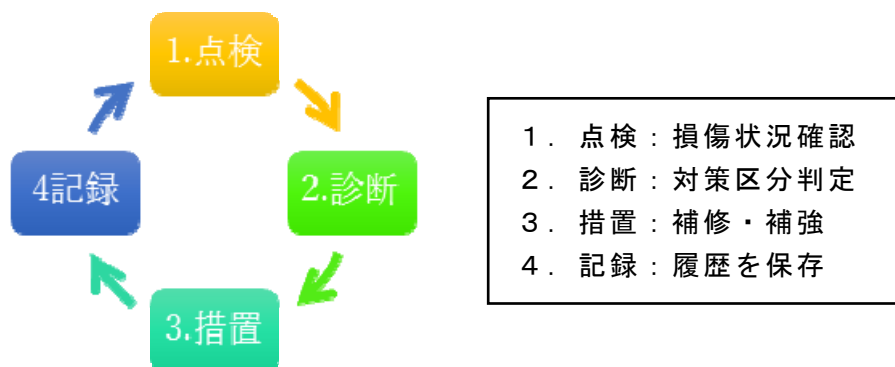 1.点検
4記録
2.診断
3.措置
１．点検：損傷状況確認
２．診断：対策区分判定
３．措置：補修・補強
４．記録：履歴を保存